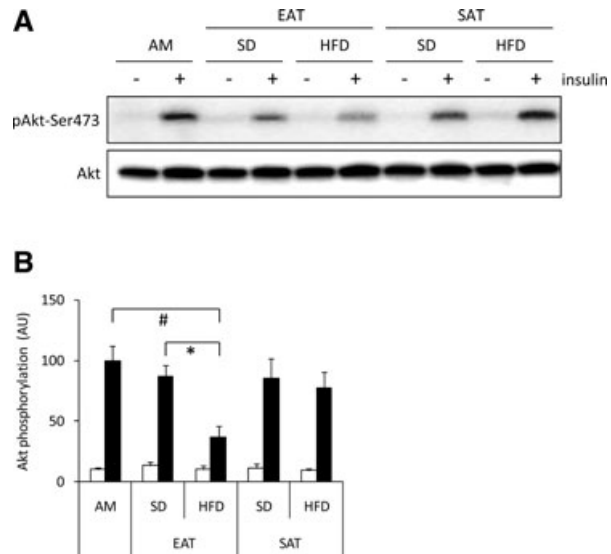 A
EAT SAT
AM SD HFD SD HFD
- + - + - + - + - + insulin
pAkt-Ser473
Akt
B
Akt phosphorylation (AU)
150
100
50
0
#
*
AM SD HFD SD HFD
EAT SAT